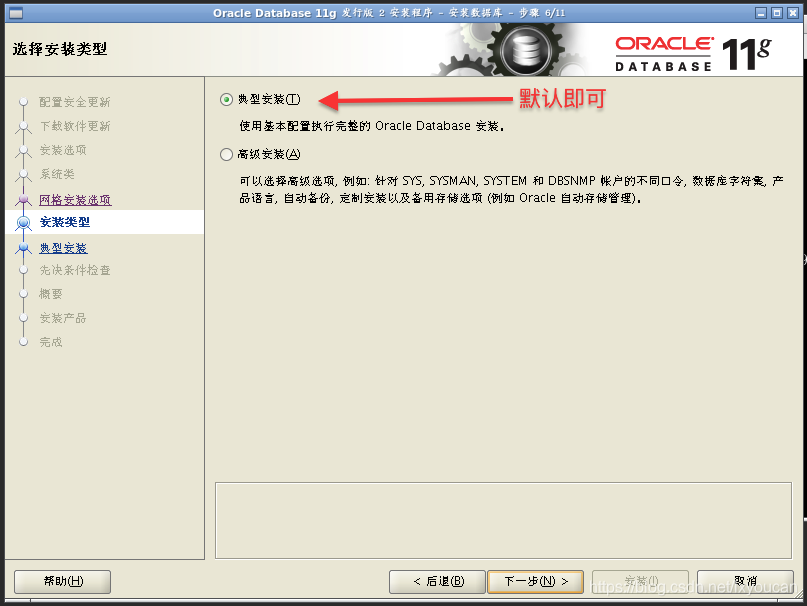 Oracle Database 11g 发行版 2 安装程序 - 安装数据库 - 步骤 6/11
选择安装类型
ORACLE
DATABASE
11g
配置安全更新
下载软件更新
安装选项
系统类
网格安装选项
安装类型
典型安装
先决条件检查
概要
安装产品
完成
典型安装(T)
默认即可
使用基本配置执行完整的 Oracle Database 安装。
高级安装(A)
可以选择高级选项, 例如: 针对 SYS, SYSMAN, SYSTEM 和 DBSNMP 帐户的不同口令, 数据库字符集, 产
品语言, 自动备份, 定制安装以及备用存储选项 (例如 Oracle 自动存储管理)。
帮助(H)
< 后退(B)
下一步(N) >
安装(I)
取消